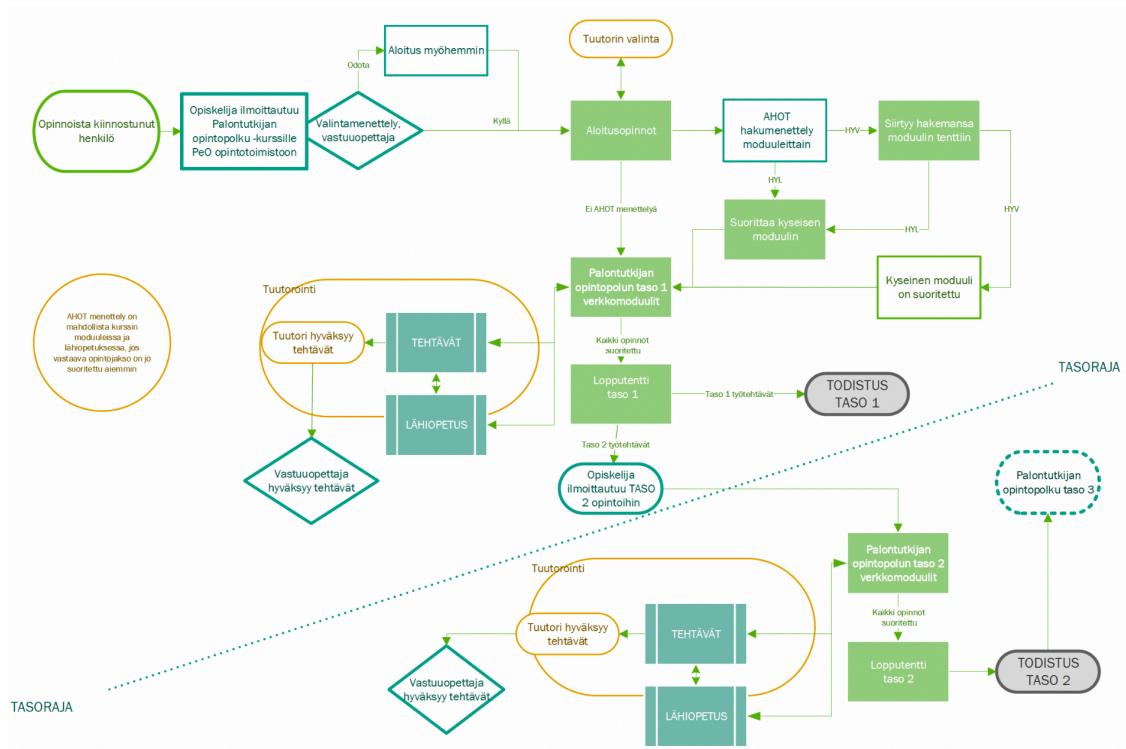 Tuutorin valinta
Aloitus myöhemmin
Odota
Opinnoista kiinnostunut
henkilö
Opiskelija ilmoittautuu
Palontutkijan
opintopolku -kurssille
PeO opintotoimistoon
Valintamenettely,
vastuuopettaja
Kyllä
Aloitusopinnot
AHOT
hakumenettely
moduuleittain
HYV
Siirtyy hakemansa
moduulin tenttiin
HYL
HYV
Ei AHOT menettelyä
Suorittaa kyseisen
moduulin
HYL
Palontutkijan
opintopolun taso 1
verkkomoduulit
Kyseinen moduuli
on suoritettu
Tuutorointi
AHOT menettely on
mahdollista kurssin
moduuleissa ja
lähiopetuksessa, jos
vastaava opintojakso on jo
suoritettu aiemmin
Tuutori hyväksyy
tehtävät
TEHTÄVÄT
Kaikki opinnot
suoritettu
TASORAJA
Lopputentti
taso 1
Taso 1 työtehtävät
TODISTUS
TASO 1
LÄHIOPETUS
Taso 2 työtehtävät
Vastuuopettaja
hyväksyy tehtävät
Opiskelija
ilmoittautuu TASO
2 opintoihin
Palontutkijan
opintopolku taso 3
Palontutkijan
opintopolun taso 2
verkkomoduulit
Tuutorointi
Kaikki opinnot
suoritettu
Tuutori hyväksyy
tehtävät
TEHTÄVÄT
Lopputentti
taso 2
TODISTUS
TASO 2
Vastuuopettaja
hyväksyy tehtävät
TASORAJA
LÄHIOPETUS